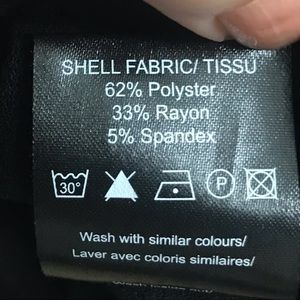 SHELL FABRIC/ TISSU
62% Polyster
33% Rayon
5% Spandex
30°
P
Wash with similar colours/
Laver avec coloris similaires/